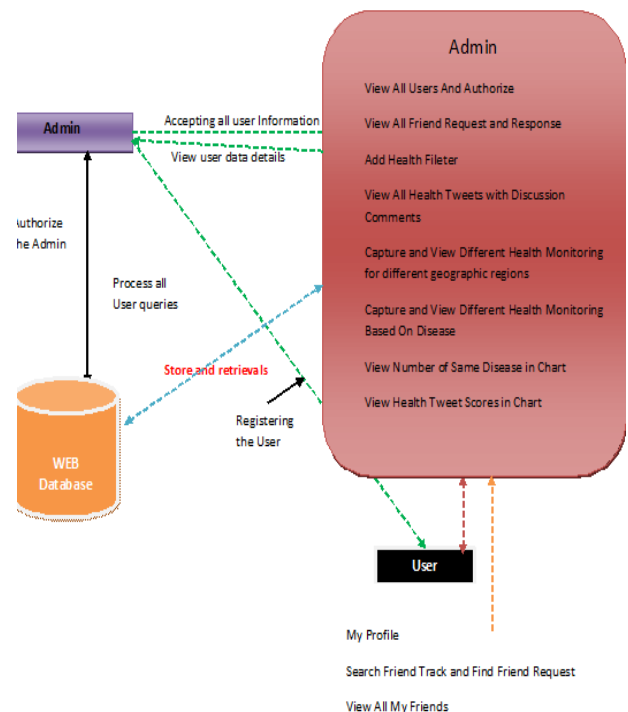 Admin
View All Users And Authorize
View All Friend Request and Response
Add Health Fileter
View All Health Tweets with Discussion
Comments
Capture and View Different Health Monitoring
for different geographic regions
Capture and View Different Health Monitoring
Based On Disease
View Number of Same Disease in Chart
View Health Tweet Scores in Chart
Admin
Accepting all user Information
View user data details
Authorize
the Admin
Process all
User queries
Store and retrievals
Registering
the User
WEB
Database
User
My Profile
Search Friend Track and Find Friend Request
View All My Friends